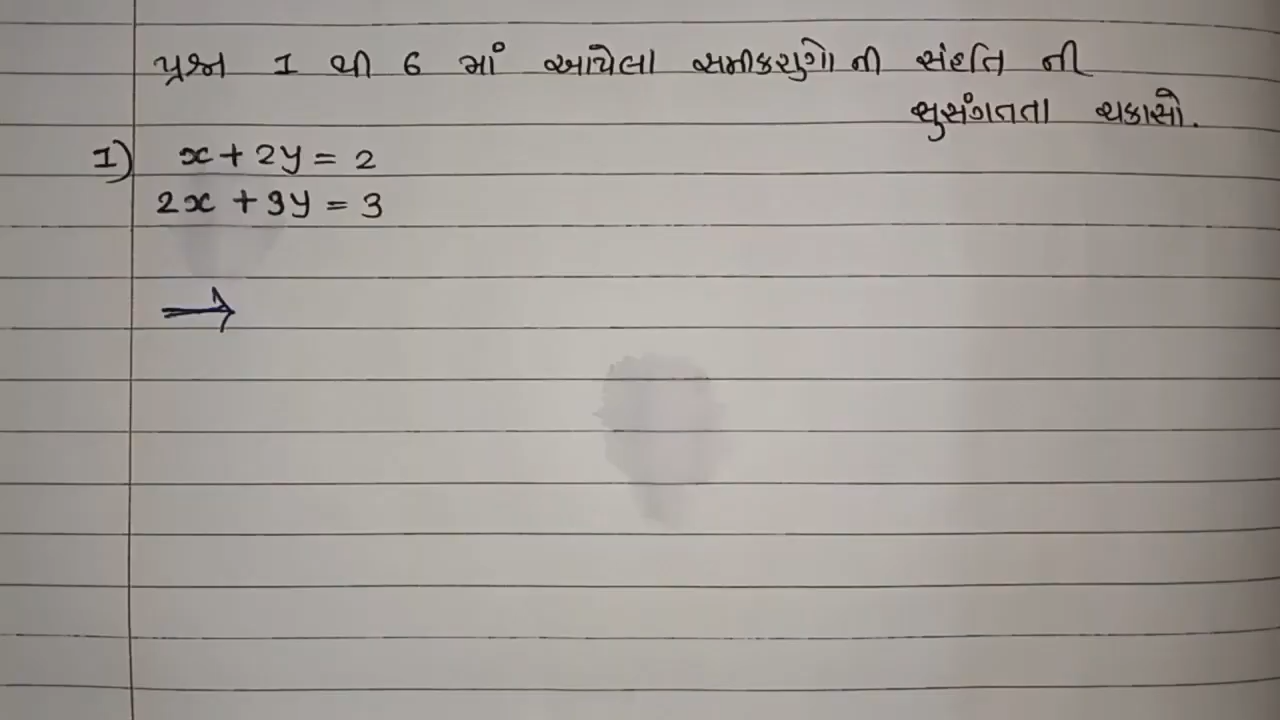 પ્રશ્ન 1 થી 6 માં આપેલા સમીકરણો ની સંહતિ ની
સુસંગતતા ચકાસો.
1) x + 2y = 2
2x + 3y = 3
⟶